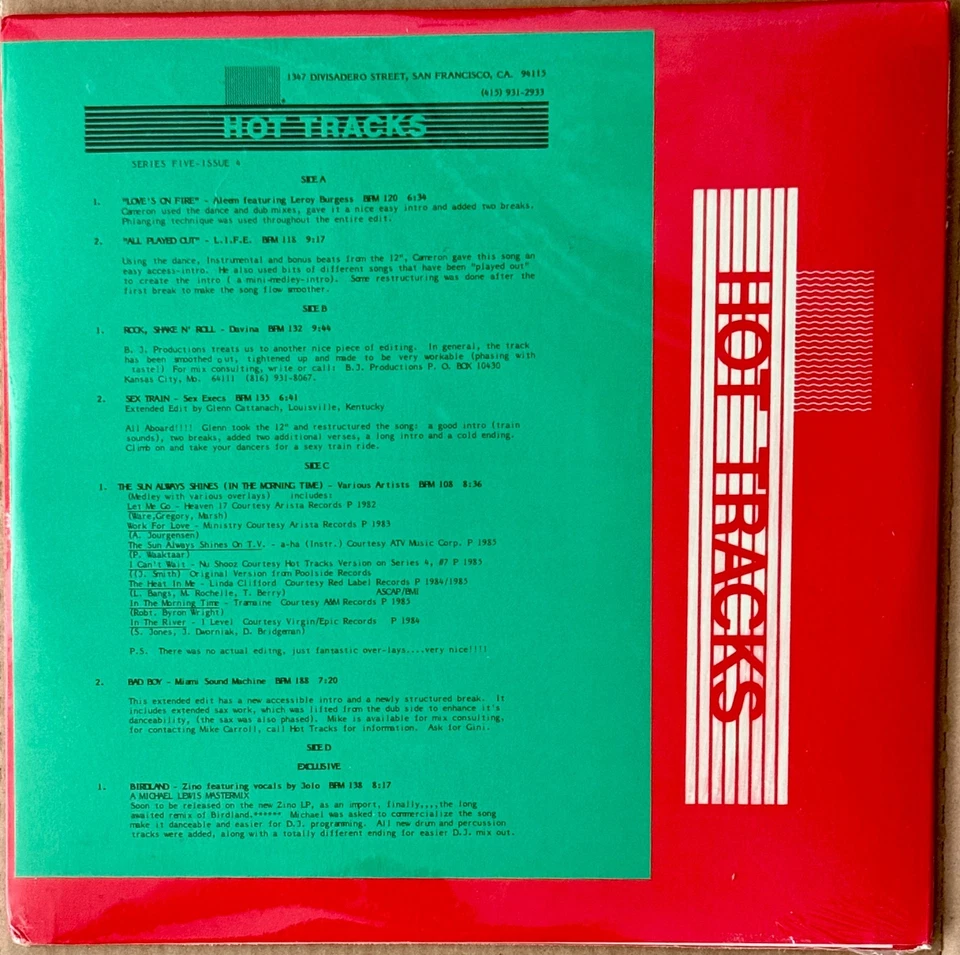 1347 DIVISADERO STREET, SAN FRANCISCO, CA. 94115
(415) 931-2933
HOT TRACKS
SERIES FIVE-ISSUE 4
SIDE A
1. "LOVE'S ON FIRE" - Aleem featuring Leroy Burgess BPM 120 6:34
Cameron used the dance and dub mixes, gave it a nice easy intro and added two breaks.
Phlanging technique was used throughout the entire edit.
2. "ALL PLAYED OUT" - L.I.F.E. BPM 118 9:17
Using the dance, Instrumental and bonus beats from the 12", Cameron gave this song an
easy access-intro. He also used bits of different songs that have been "played out"
to create the intro ( a-mini-medley-intro). Some restructuring was done after the
first break to make the song flow smoother.
SIDE B
1. ROCK, SHAKE N' ROLL - Davina BPM 132 9:44
B. J. Productions treats us to another nice piece of editing. In general, the track
has been smoothed out, tightened up and made to be very workable (phasing with
taste!) For mix consulting, write or call: B.J. Productions P. O. BOX 10430
Kansas City, Mo. 64111 (816) 931-8067.
2. SEX TRAIN - Sex Execs BPM 135 6:41
Extended Edit by Glenn Cattanach, Louisville, Kentucky
All Aboard!!!! Glenn took the 12" and restructured the song: a good intro (train
sounds), two breaks, added two additional verses, a long intro and a cold ending.
Climb on and take your dancers for a sexy train ride.
SIDE C
1. THE SUN ALWAYS SHINES (IN THE MORNING TIME) - Various Artists BPM 108 8:36
(Medley with various overlays) includes:
Let Me Go - Heaven 17 Courtesy Arista Records P 1982
(Ware,Gregory, Marsh)
Work For Love - Ministry Courtesy Arista Records P 1983
(A. Jourgensen)
The Sun Always Shines On T.V. - a-ha (Instr.) Courtesy ATV Music Corp. P 1985
(P. Waaktaar)
I Can't Wait - Nu Shooz Courtesy Hot Tracks Version on Series 4, #7 P 1985
((J. Smith) Original Version from Poolside Records
The Heat In Me - Linda Clifford Courtesy Red Label Records P 1984/1985
(L. Bangs, M. Rochelle, T. Berry) ASCAP/BMI
In The Morning Time - Tramaine Courtesy A&M Records P 1985
(Robt. Byron Wright)
In The River - I Level Courtesy Virgin/Epic Records P 1984
(S. Jones, J. Dworniak, D. Bridgeman)
P.S. There was no actual editng, just fantastic over-lays....very nice!!!!
2. BAD BOY - Miami Sound Machine BPM 188 7:20
This extended edit has a new accessible intro and a newly structured break. It
includes extended sax work, which was lifted from the dub side to enhance it's
danceability, (the sax was also phased). Mike is available for mix consulting,
for contacting Mike Carroll, call Hot Tracks for information. Ask for Gini.
SIDE D
EXCLUSIVE
1. BIRDLAND - Zino featuring vocals by Jolo BPM 138 8:17
A MICHAEL LEWIS MASTERMIX
Soon to be released on the new Zino LP, as an import, finally,,,,the long
awaited remix of Birdland.****** Michael was asked to commercialize the song
make it danceable and easier for D.J. programming. All new drum and percussion
tracks were added, along with a totally different ending for easier D.J. mix out.
HOT TRACKS